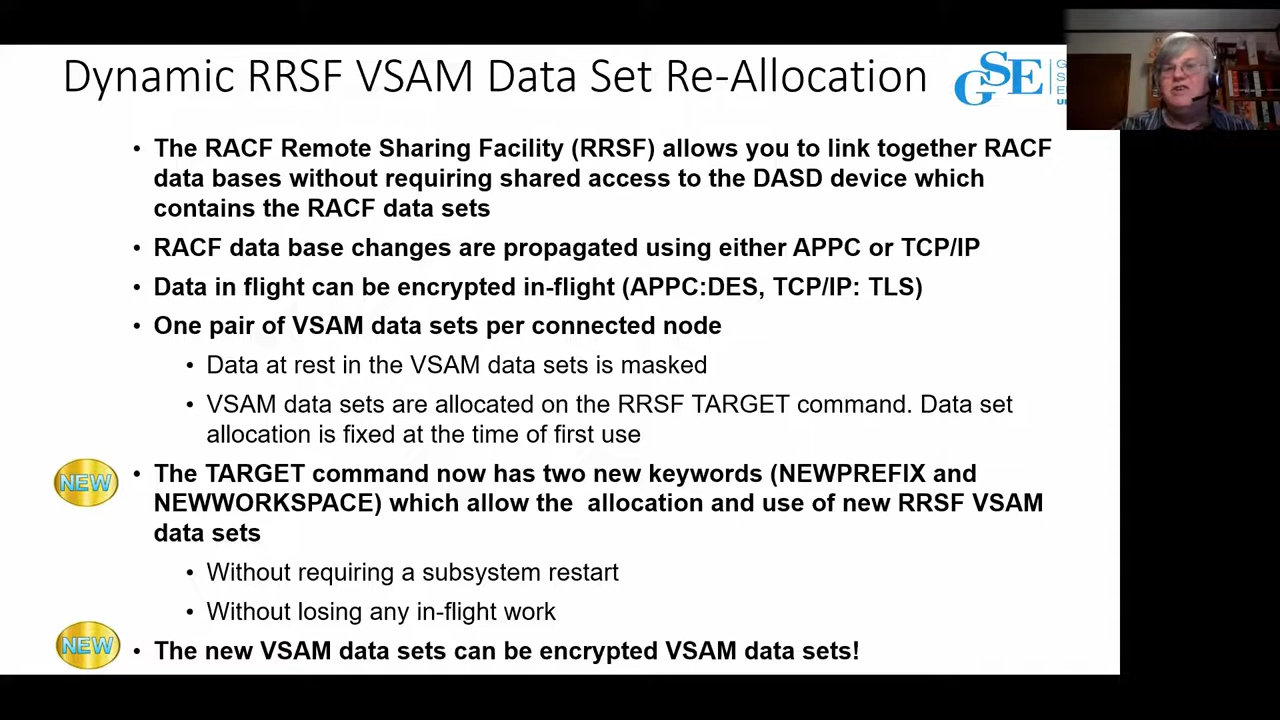 Dynamic RRSF VSAM Data Set Re-Allocation
GSE
• The RACF Remote Sharing Facility (RRSF) allows you to link together RACF
data bases without requiring shared access to the DASD device which
contains the RACF data sets
• RACF data base changes are propagated using either APPC or TCP/IP
• Data in flight can be encrypted in-flight (APPC:DES, TCP/IP: TLS)
• One pair of VSAM data sets per connected node
• Data at rest in the VSAM data sets is masked
• VSAM data sets are allocated on the RRSF TARGET command. Data set
allocation is fixed at the time of first use
NEW
• The TARGET command now has two new keywords (NEWPREFIX and
NEWWORKSPACE) which allow the  allocation and use of new RRSF VSAM
data sets
• Without requiring a subsystem restart
• Without losing any in-flight work
NEW
• The new VSAM data sets can be encrypted VSAM data sets!